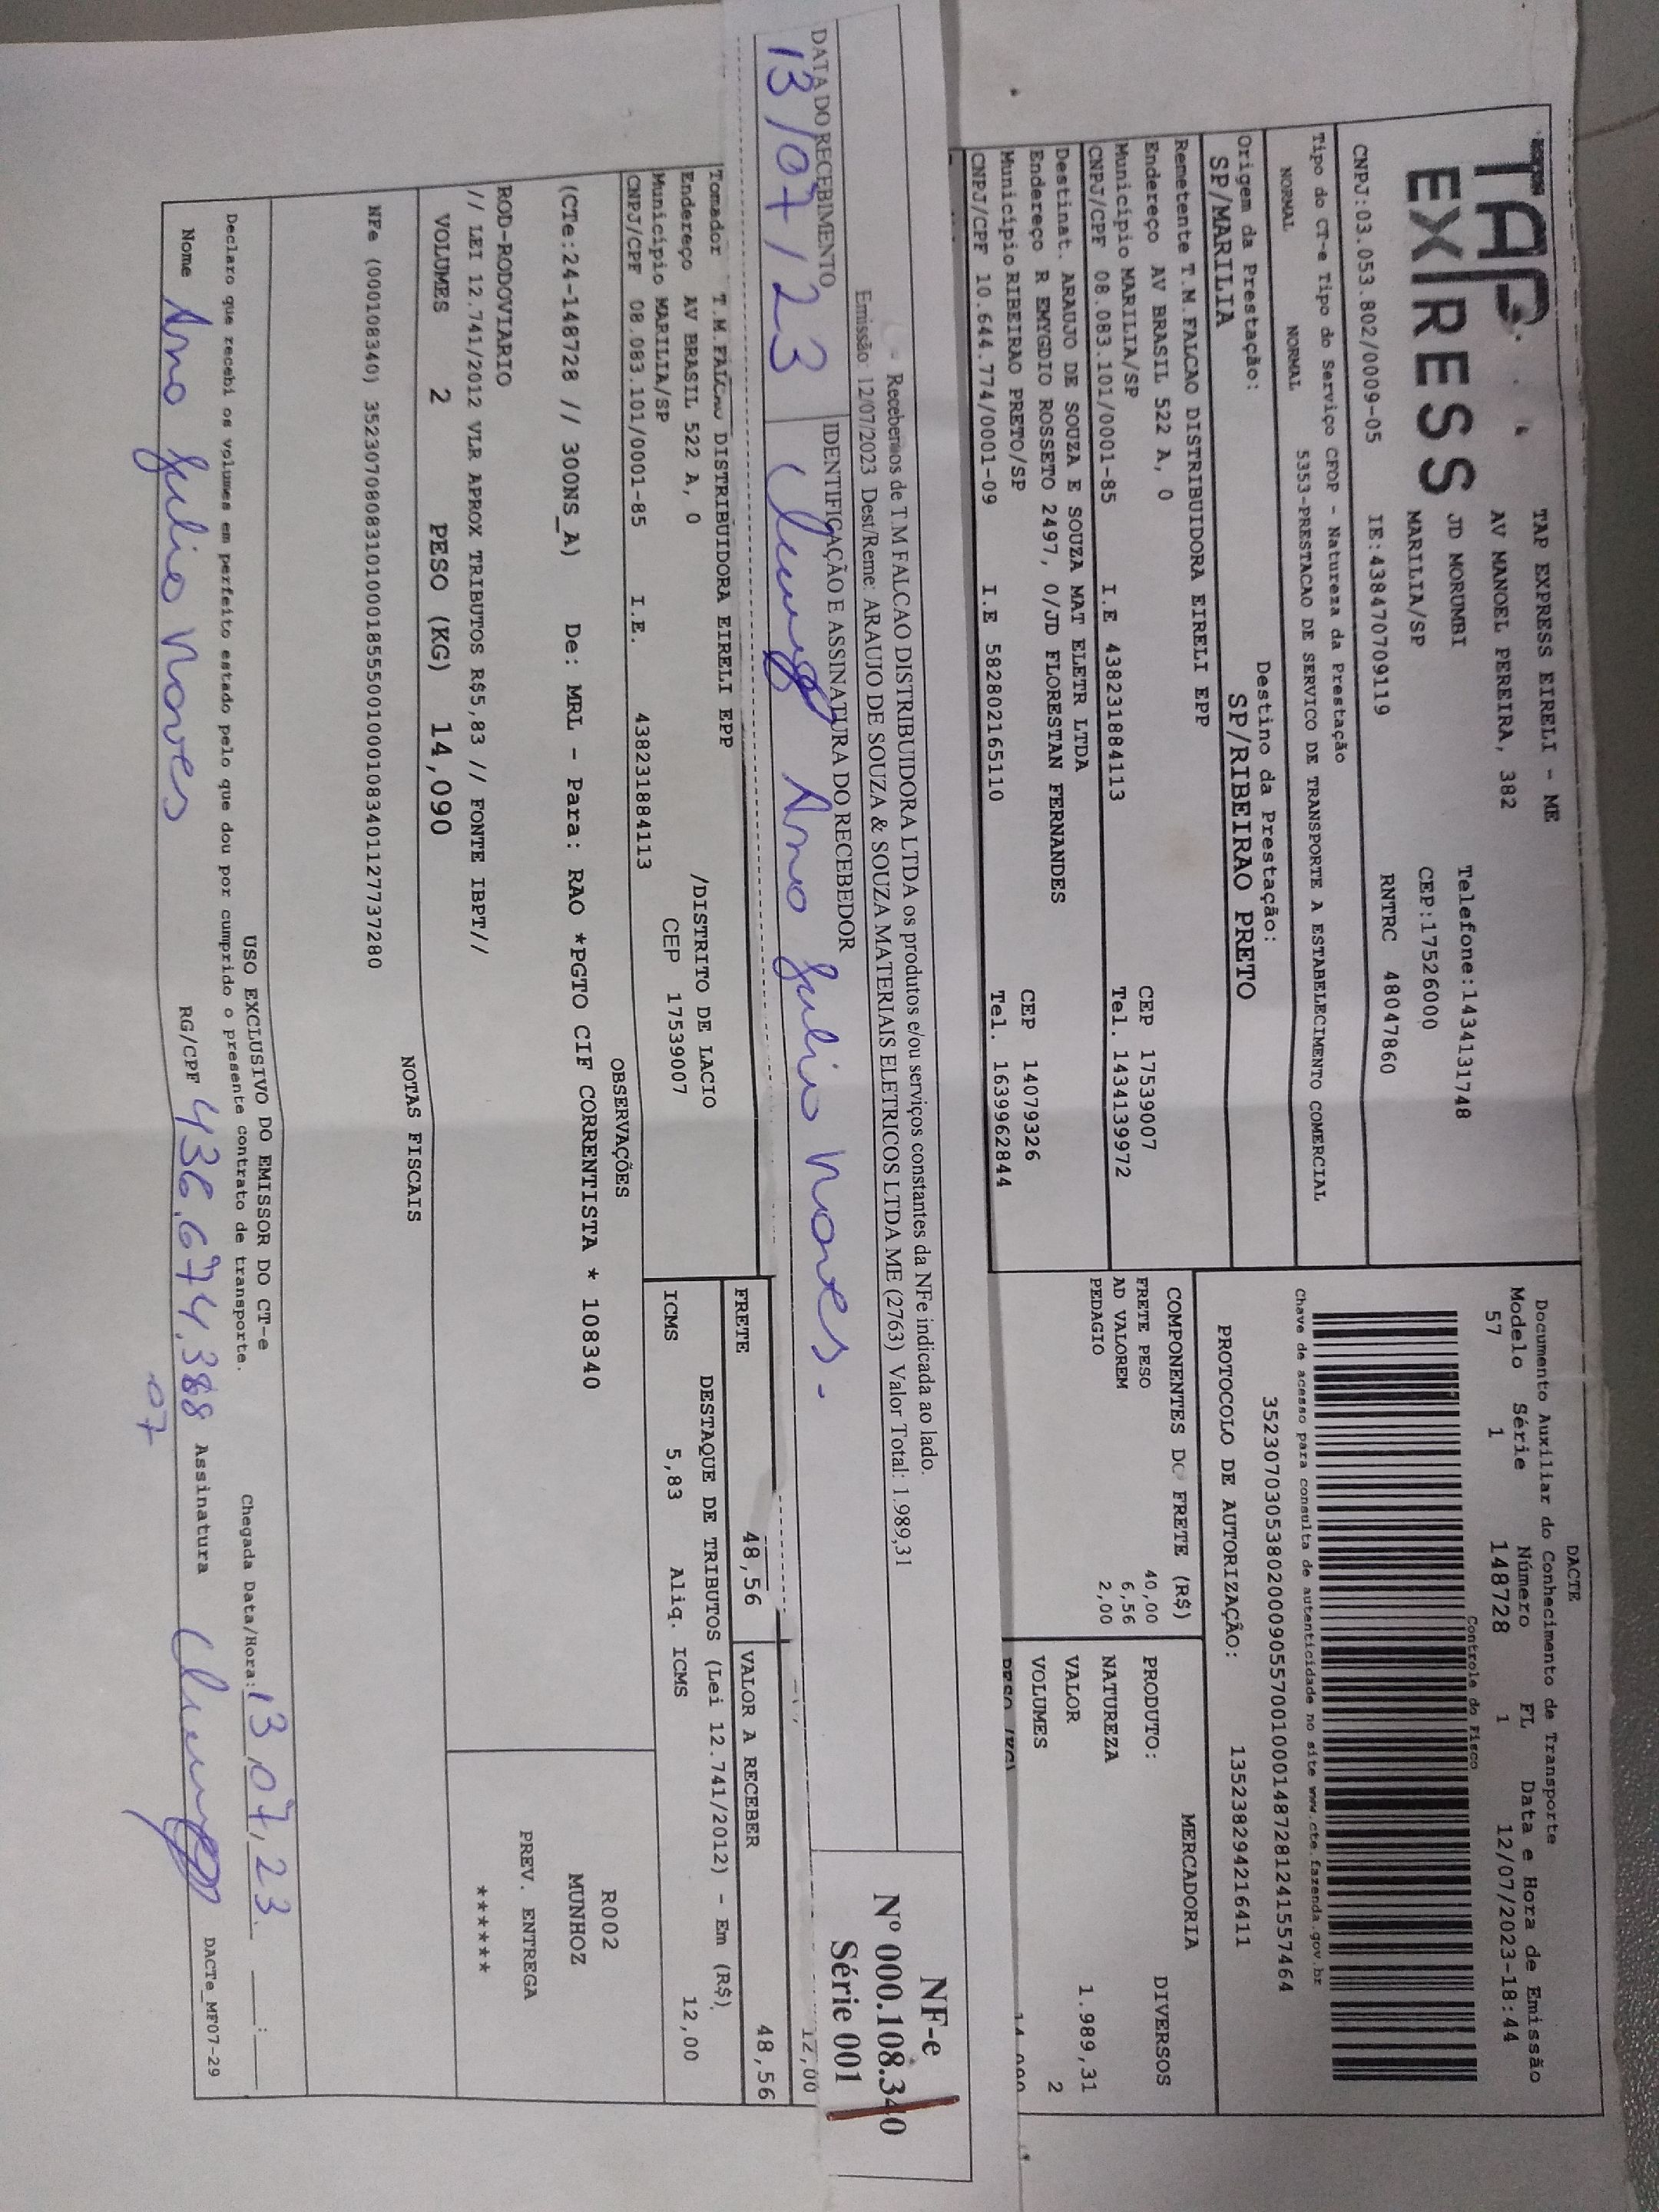 TAP EXPRESS
TAP EXPRESS EIRELI - ME
AV MANOEL PEREIRA, 382
JD MORUMBI Telefone:1434131748
MARILIA/SP CEP:17526000
CNPJ:03.053.802/0009-05 IE:438470709119 RNTRC 48047860
Tipo do CT-e Tipo do Serviço CFOP - Natureza da Prestação
NORMAL NORMAL 5353-PRESTACAO DE SERVICO DE TRANSPORTE A ESTABELECIMENTO COMERCIAL
Origem da Prestação: Destino da Prestação:
SP/MARILIA SP/RIBEIRAO PRETO
DACTE
Documento Auxiliar do Conhecimento de Transporte
Modelo Série Número FL Data e Hora de Emissão
57 1 148728 1 12/07/2023-18:44
Controle do Fisco
Chave de acesso para consulta de autenticidade no site www.cte.fazenda.gov.br
35230703053802000905570010001487281241557464
PROTOCOLO DE AUTORIZAÇÃO: 135238294216411
Remetente T.M.FALCAO DISTRIBUIDORA EIRELI EPP
Endereço AV BRASIL 522 A, 0
Município MARILIA/SP CEP 17539007
CNPJ/CPF 08.083.101/0001-85 I.E 438231884113 Tel. 1434139972
Destinat. ARAUJO DE SOUZA E SOUZA MAT ELETR LTDA
Endereço R EMYGDIO ROSSETO 2497, 0/JD FLORESTAN FERNANDES
Município RIBEIRAO PRETO/SP CEP 14079326
CNPJ/CPF 10.644.774/0001-09 I.E 582802165110 Tel. 1639962844
COMPONENTES DO FRETE (R$)
FRETE PESO 40,00
AD VALOREM 6,56
PEDAGIO 2,00
MERCADORIA
PRODUTO: DIVERSOS
NATUREZA
VALOR 1.989,31
VOLUMES 2
PESO (KG)
Recebemos de T M FALCAO DISTRIBUIDORA LTDA os produtos e/ou serviços constantes da NFe indicada ao lado.
Emissão: 12/07/2023 Dest/Reme: ARAUJO DE SOUZA & SOUZA MATERIAIS ELETRICOS LTDA ME (2763) Valor Total: 1.989,31
DATA DO RECEBIMENTO IDENTIFICAÇÃO E ASSINATURA DO RECEBEDOR
13/07/23 Ano Julio Novés.
NF-e
Nº 000.108.340
Série 001
12,00
Tomador T.M.FALCAO DISTRIBUIDORA EIRELI EPP
Endereço AV BRASIL 522 A, 0 /DISTRITO DE LACIO
Município MARILIA/SP CEP 17539007
CNPJ/CPF 08.083.101/0001-85 I.E. 438231884113
FRETE 48,56 VALOR A RECEBER 48,56
DESTAQUE DE TRIBUTOS (Lei 12.741/2012) - Em (R$)
ICMS 5,83 Aliq. ICMS 12,00
OBSERVAÇÕES
(CTe:24-148728 // 300NS_A) De: MRL - Para: RAO *PGTO CIF CORRENTISTA * 108340
ROD-RODOVIARIO
// LEI 12.741/2012 VLR APROX TRIBUTOS R$5,83 // FONTE IBPT//
R002
MUNHOZ
PREV. ENTREGA
******
VOLUMES 2 PESO (KG) 14,090
NOTAS FISCAIS
NFe (000108340) 35230708083101000185550010001083401127737280
USO EXCLUSIVO DO EMISSOR DO CT-e
Declaro que recebi os volumes em perfeito estado pelo que dou por cumprido o presente contrato de transporte. Chegada Data/Hora: 13/07/23 __:__
Nome Ano Julio Noves RG/CPF 436.674.388 Assinatura
07
DACTe_MF07-29